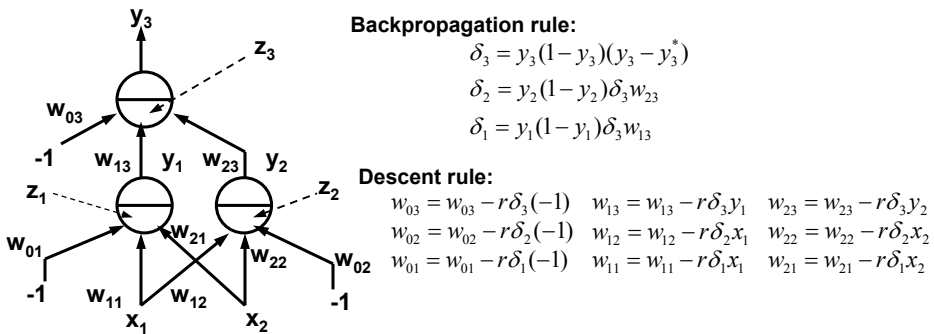 y₃
z₃
w₀₃
-1
w₁₃ y₁ w₂₃ y₂
z₁ z₂
w₂₁
w₀₁ w₂₂ w₀₂
-1 w₁₁ w₁₂ -1
x₁ x₂
Backpropagation rule:
δ₃ = y₃(1 − y₃)(y₃ − y₃*)
δ₂ = y₂(1 − y₂)δ₃w₂₃
δ₁ = y₁(1 − y₁)δ₃w₁₃
Descent rule:
w₀₃ = w₀₃ − rδ₃(−1) w₁₃ = w₁₃ − rδ₃y₁ w₂₃ = w₂₃ − rδ₃y₂
w₀₂ = w₀₂ − rδ₂(−1) w₁₂ = w₁₂ − rδ₂x₁ w₂₂ = w₂₂ − rδ₂x₂
w₀₁ = w₀₁ − rδ₁(−1) w₁₁ = w₁₁ − rδ₁x₁ w₂₁ = w₂₁ − rδ₁x₂